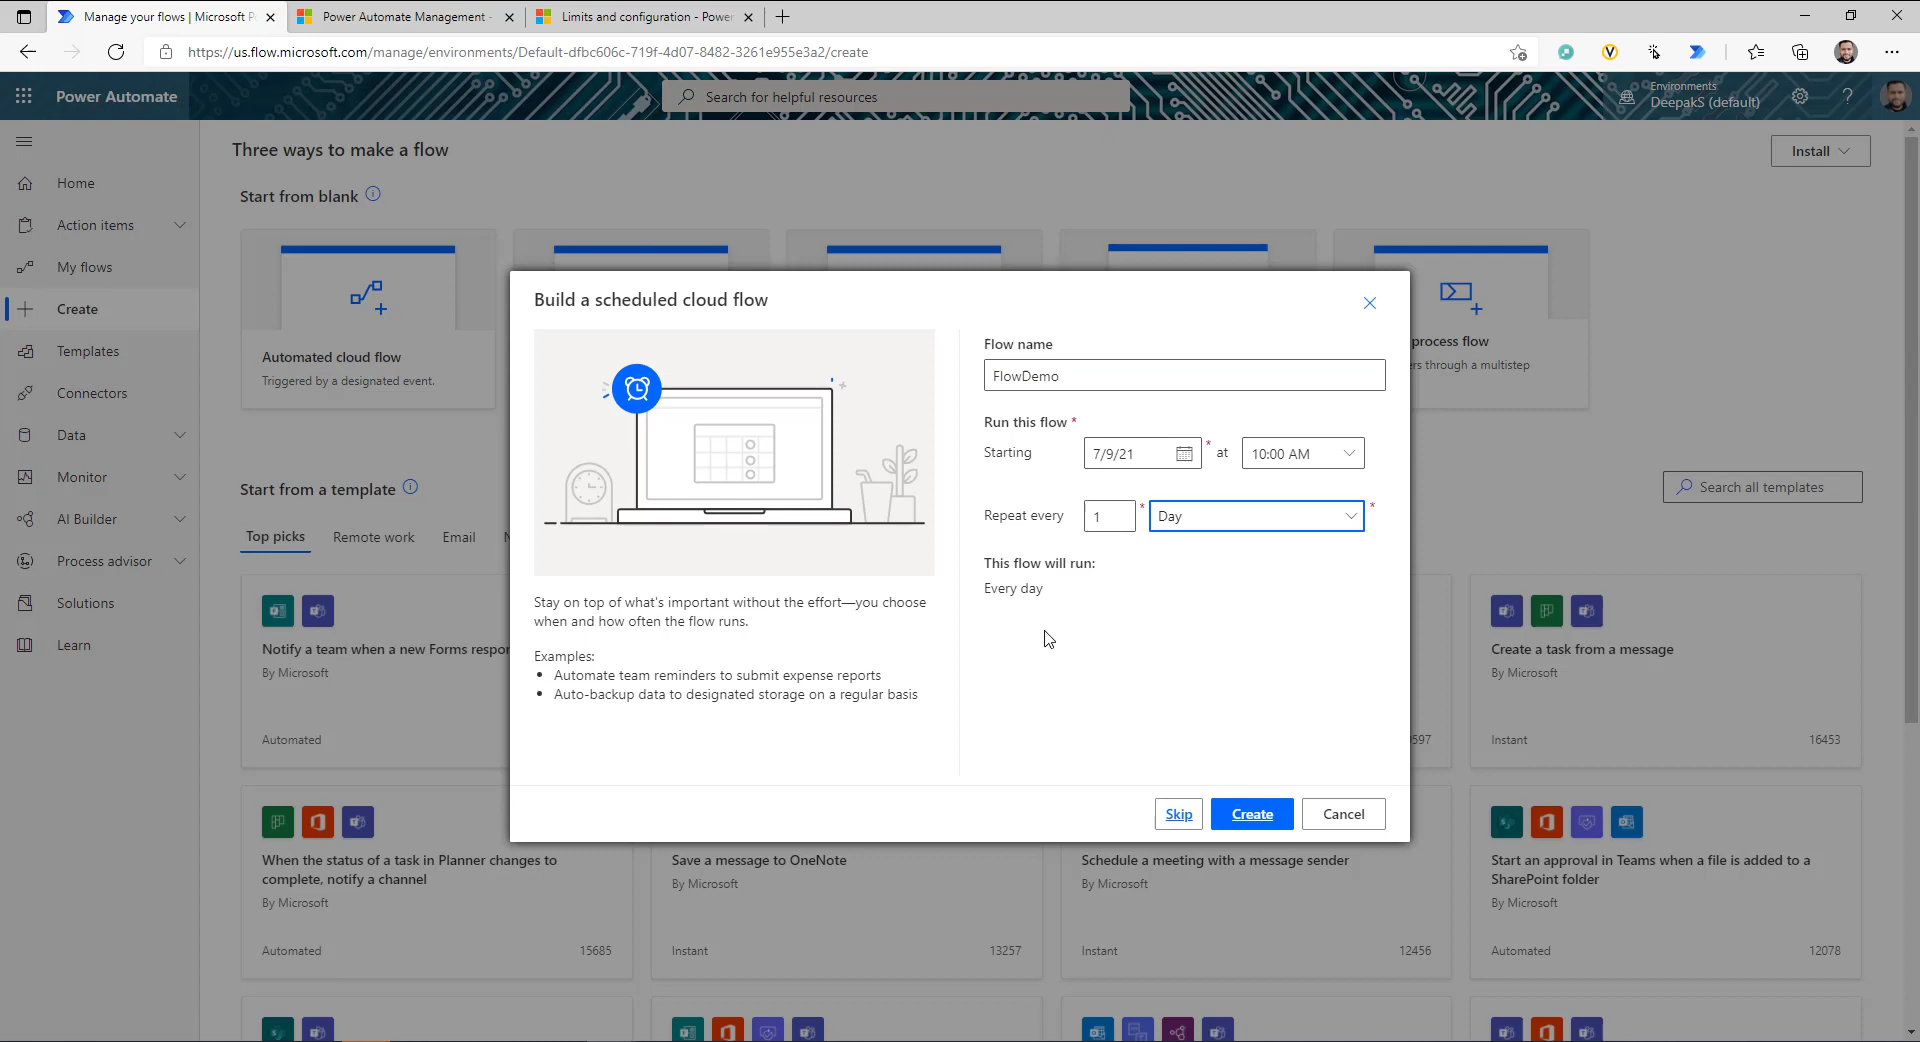 Manage your flows | Microsoft P
Power Automate Management -
Limits and configuration - Power
https://us.flow.microsoft.com/manage/environments/Default-dfbc606c-719f-4d07-8482-3261e955e3a2/create
Power Automate
Search for helpful resources
Environments
DeepakS (default)
Home
Action items
My flows
Create
Templates
Connectors
Data
Monitor
AI Builder
Process advisor
Solutions
Learn
Three ways to make a flow
Install
Start from blank
Automated cloud flow
Triggered by a designated event.
process flow
ers through a multistep
Build a scheduled cloud flow
Stay on top of what's important without the effort—you choose
when and how often the flow runs.
Examples:
• Automate team reminders to submit expense reports
• Auto-backup data to designated storage on a regular basis
Flow name
FlowDemo
Run this flow *
Starting 7/9/21 * at 10:00 AM
Repeat every 1 * Day *
This flow will run:
Every day
Skip
Create
Cancel
Start from a template
Search all templates
Top picks
Remote work
Email
N
Notify a team when a new Forms respon
By Microsoft
Automated
9597
Create a task from a message
By Microsoft
Instant 16453
When the status of a task in Planner changes to
complete, notify a channel
By Microsoft
Automated 15685
Save a message to OneNote
By Microsoft
Instant 13257
Schedule a meeting with a message sender
By Microsoft
Instant 12456
Start an approval in Teams when a file is added to a
SharePoint folder
By Microsoft
Automated 12078